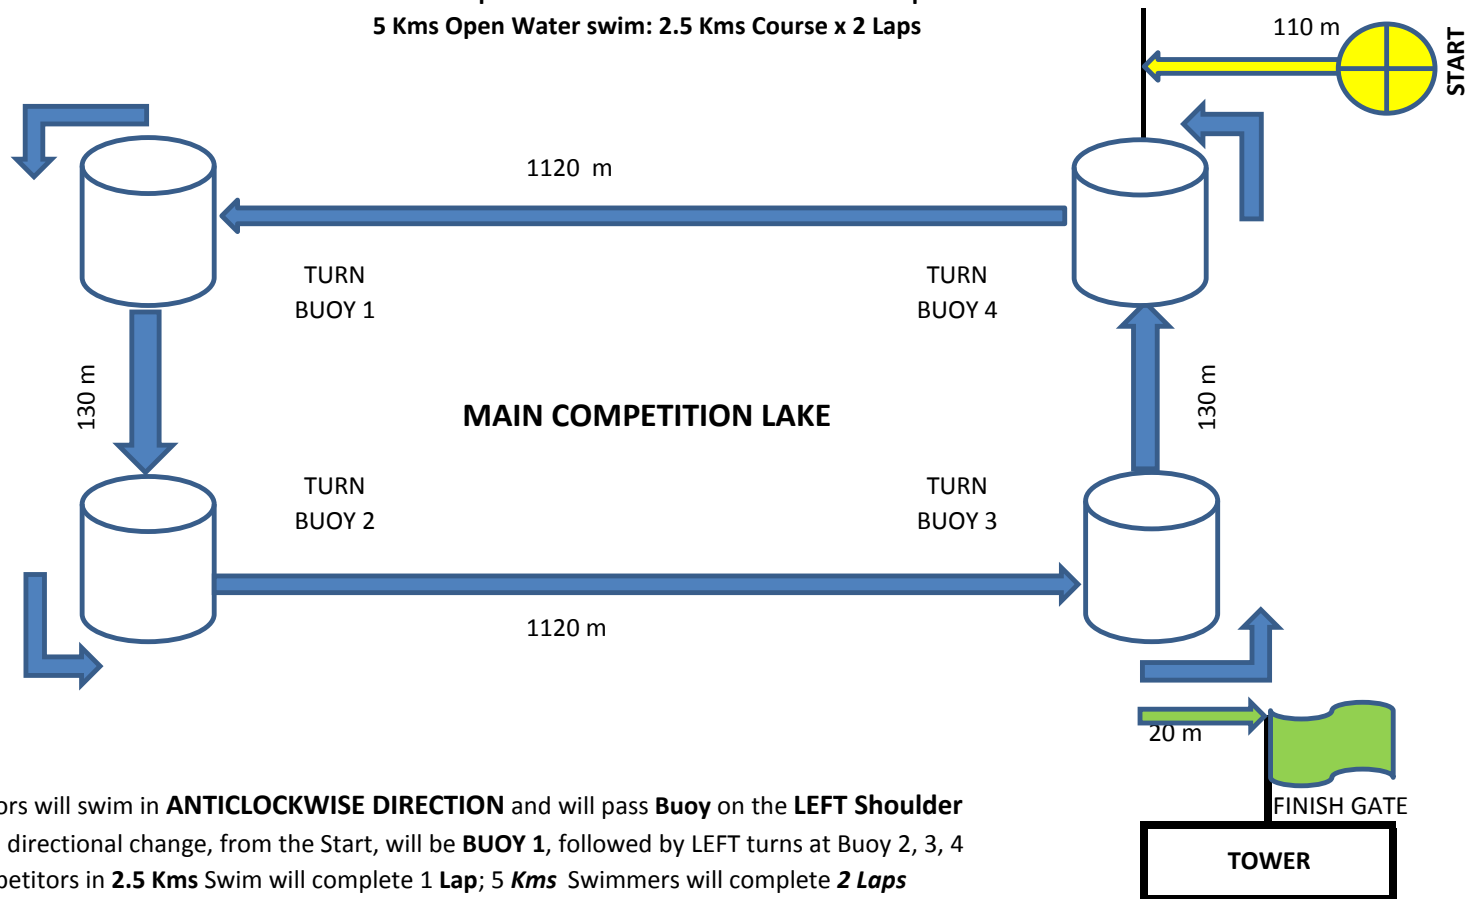 5 Kms Open Water swim: 2.5 Kms Course x 2 Laps
110 m
START
1120 m
TURN
BUOY 1
TURN
BUOY 4
130 m
MAIN COMPETITION LAKE
130 m
TURN
BUOY 2
TURN
BUOY 3
1120 m
20 m
FINISH GATE
TOWER
ors will swim in ANTICLOCKWISE DIRECTION and will pass Buoy on the LEFT Shoulder
directional change, from the Start, will be BUOY 1, followed by LEFT turns at Buoy 2, 3, 4
petitors in 2.5 Kms Swim will complete 1 Lap; 5 Kms Swimmers will complete 2 Laps